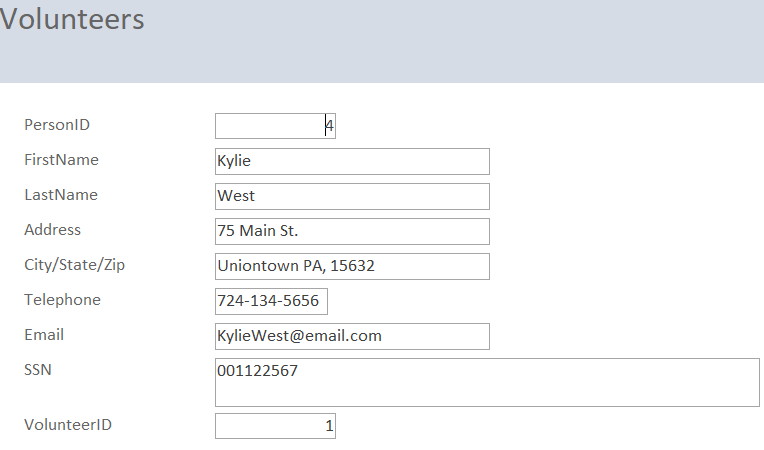 Volunteers
PersonID 4
FirstName Kylie
LastName West
Address 75 Main St.
City/State/Zip Uniontown PA, 15632
Telephone 724-134-5656
Email KylieWest@email.com
SSN 001122567
VolunteerID 1